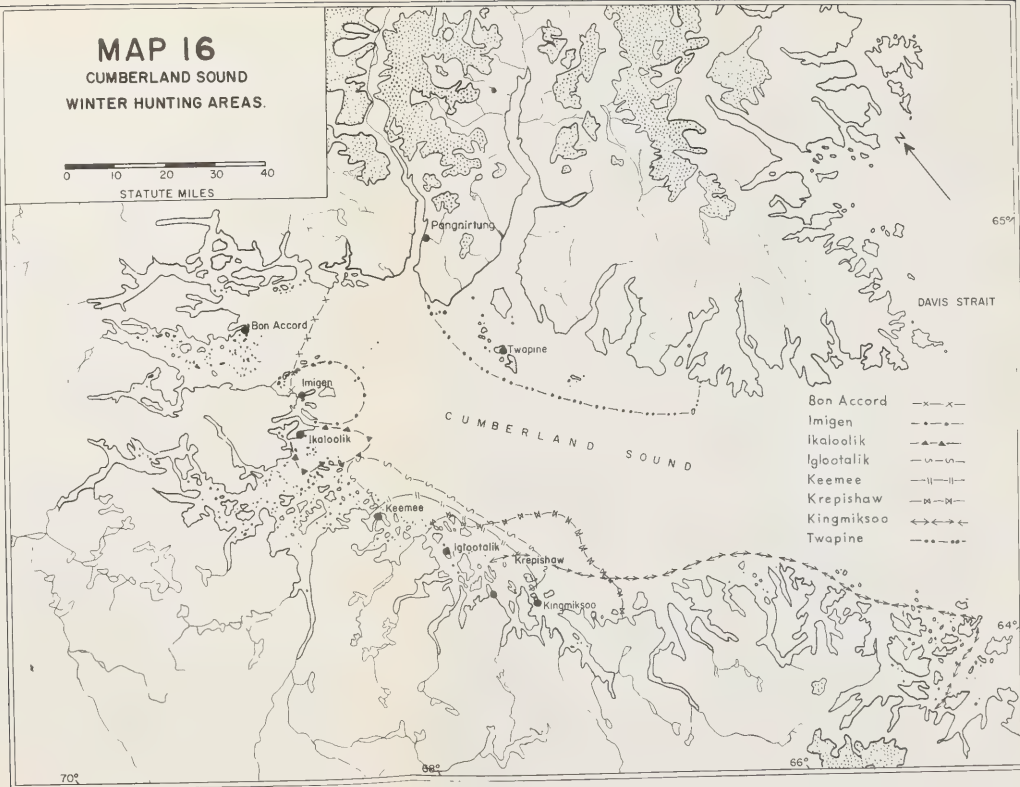 MAP 16
CUMBERLAND SOUND
WINTER HUNTING AREAS.
0 10 20 30 40
STATUTE MILES
N
65°
Pangnirtung
DAVIS STRAIT
Bon Accord
Twapine
Imigen
CUMBERLAND SOUND
Ikaloolik
Bon Accord
Imigen
Ikaloolik
Iglootalik
Keemee
Krepishaw
Kingmiksoo
Twapine
Keemee
Iglootalik
Krepishaw
Kingmiksoo
64°
70°
68°
66°